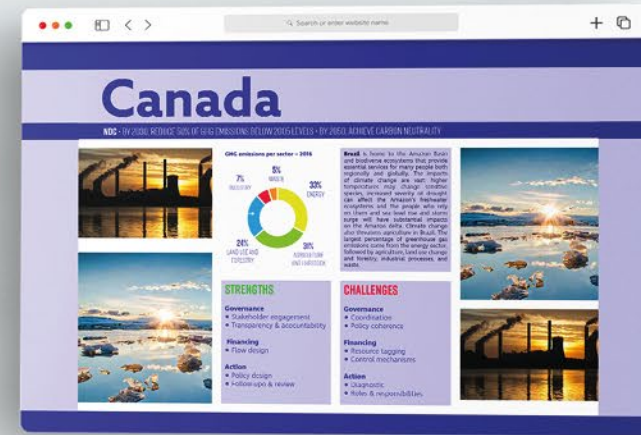 Search or enter website name
Canada
NDC • BY 2030, REDUCE 50% OF GHG EMISSIONS BELOW 2005 LEVELS • BY 2050, ACHIEVE CARBON NEUTRALITY
GHG emissions per sector – 2016
5%
WASTE
7%
INDUSTRY
33%
ENERGY
24%
LAND USE AND
FORESTRY
31%
AGRICULTURE
AND LIVESTOCK
Brazil is home to the Amazon Basin
and biodiverse ecosystems that provide
essential services for many people both
regionally and globally. The impacts
of climate change are vast: higher
temperatures may change sensitive
species, increased severity of drought
can affect the Amazon's freshwater
ecosystems and the people who rely
on them and sea level rise and storm
surge will have substantial impacts
on the Amazon delta. Climate change
also threatens agriculture in Brazil. The
largest percentage of greenhouse gas
emissions come from the energy sector,
followed by agriculture, land use change
and forestry, industrial processes, and
waste.
STRENGTHS
Governance
• Stakeholder engagement
• Transparency & accountability
Financing
• Flow design
Action
• Policy design
• Follow-ups & review
CHALLENGES
Governance
• Coordination
• Policy coherence
Financing
• Resource tagging
• Control mechanisms
Action
• Diagnostic
• Roles & responsibilities